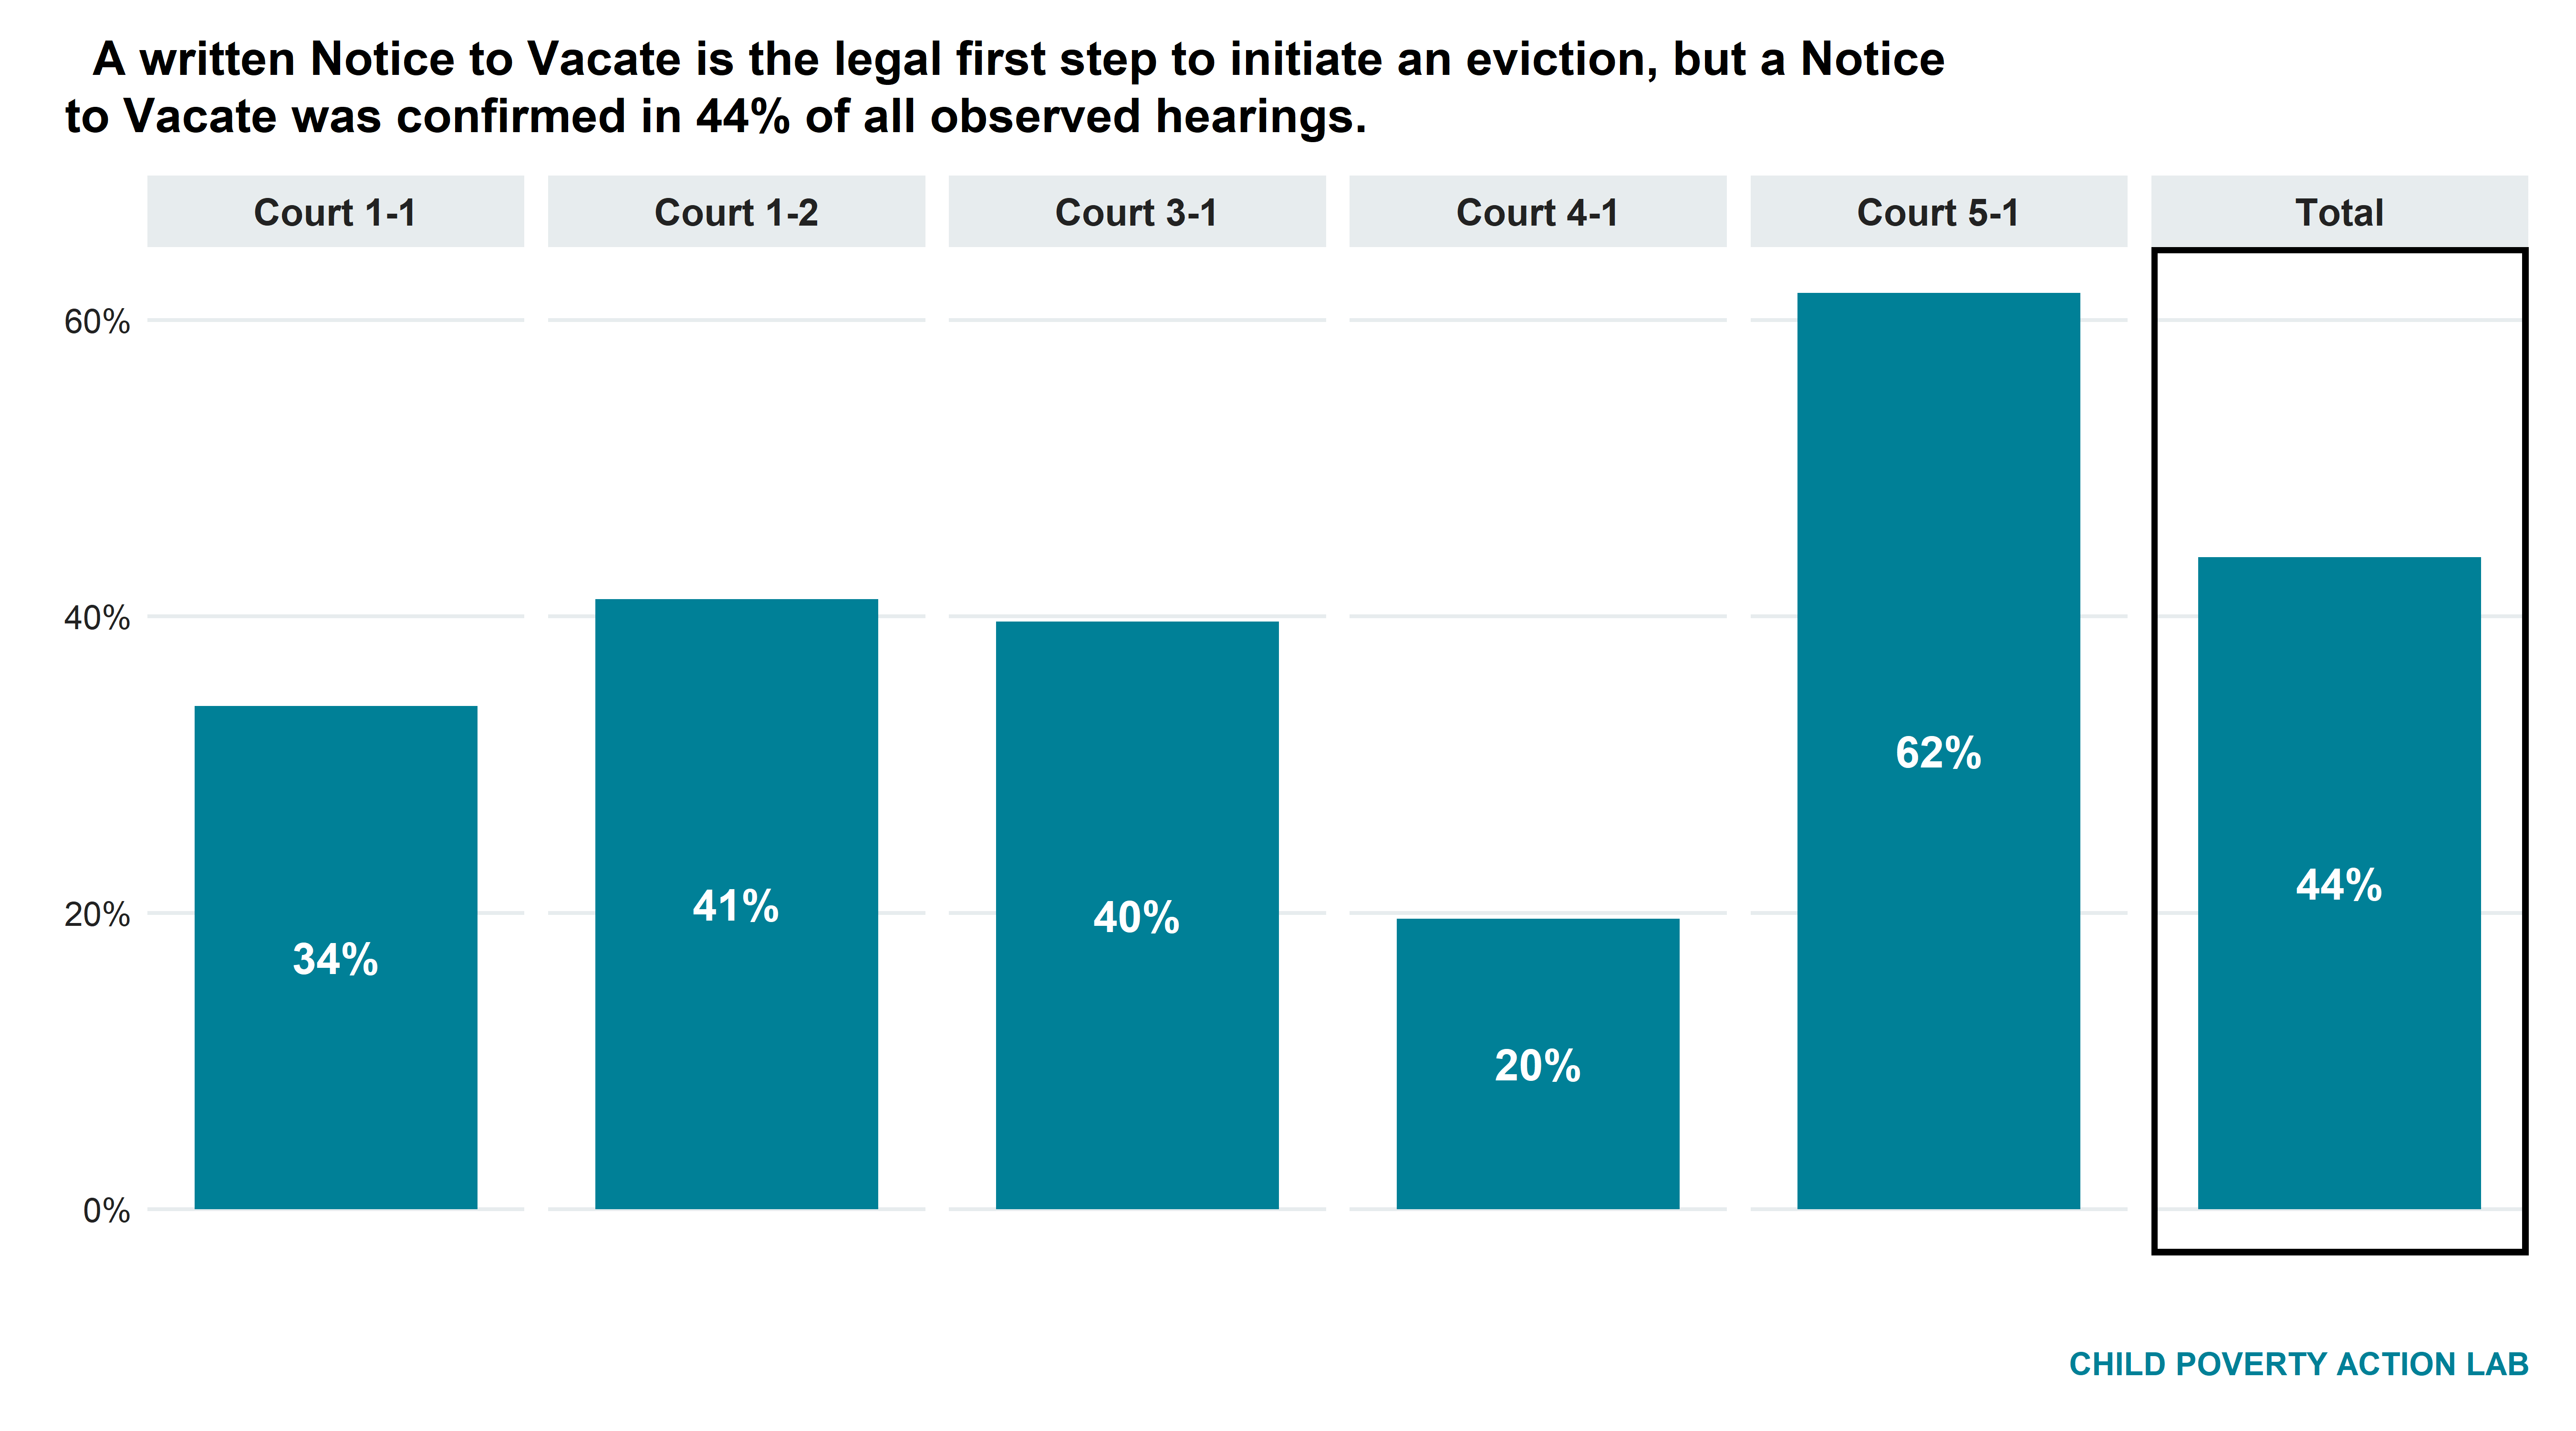 A written Notice to Vacate is the legal first step to initiate an eviction, but a Notice
to Vacate was confirmed in 44% of all observed hearings.
Court 1-1
Court 1-2
Court 3-1
Court 4-1
Court 5-1
Total
60%
40%
20%
0%
34%
41%
40%
20%
62%
44%
CHILD POVERTY ACTION LAB